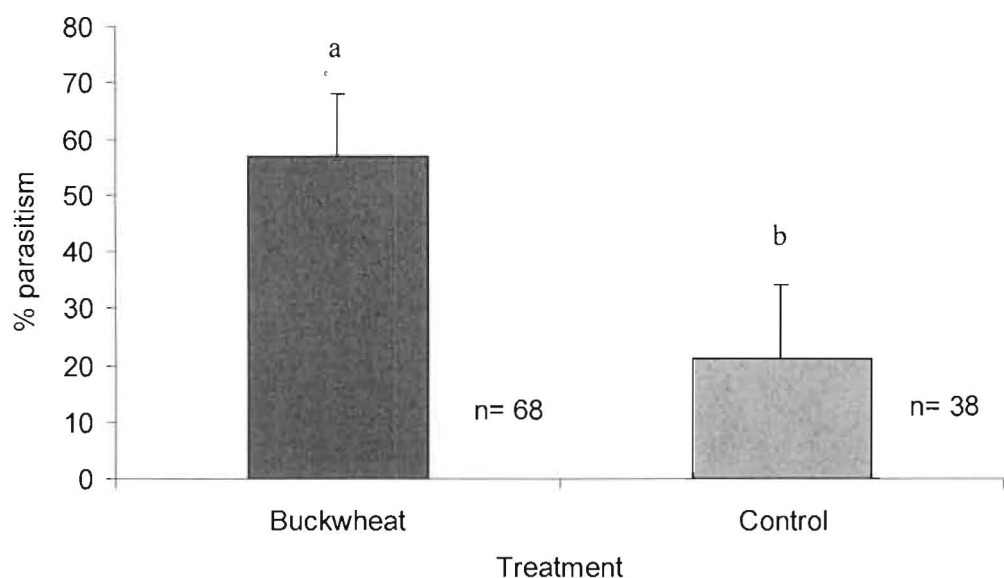 80
70
60
50
40
30
20
10
0
% parasitism
a
b
n= 68
n= 38
Buckwheat
Control
Treatment